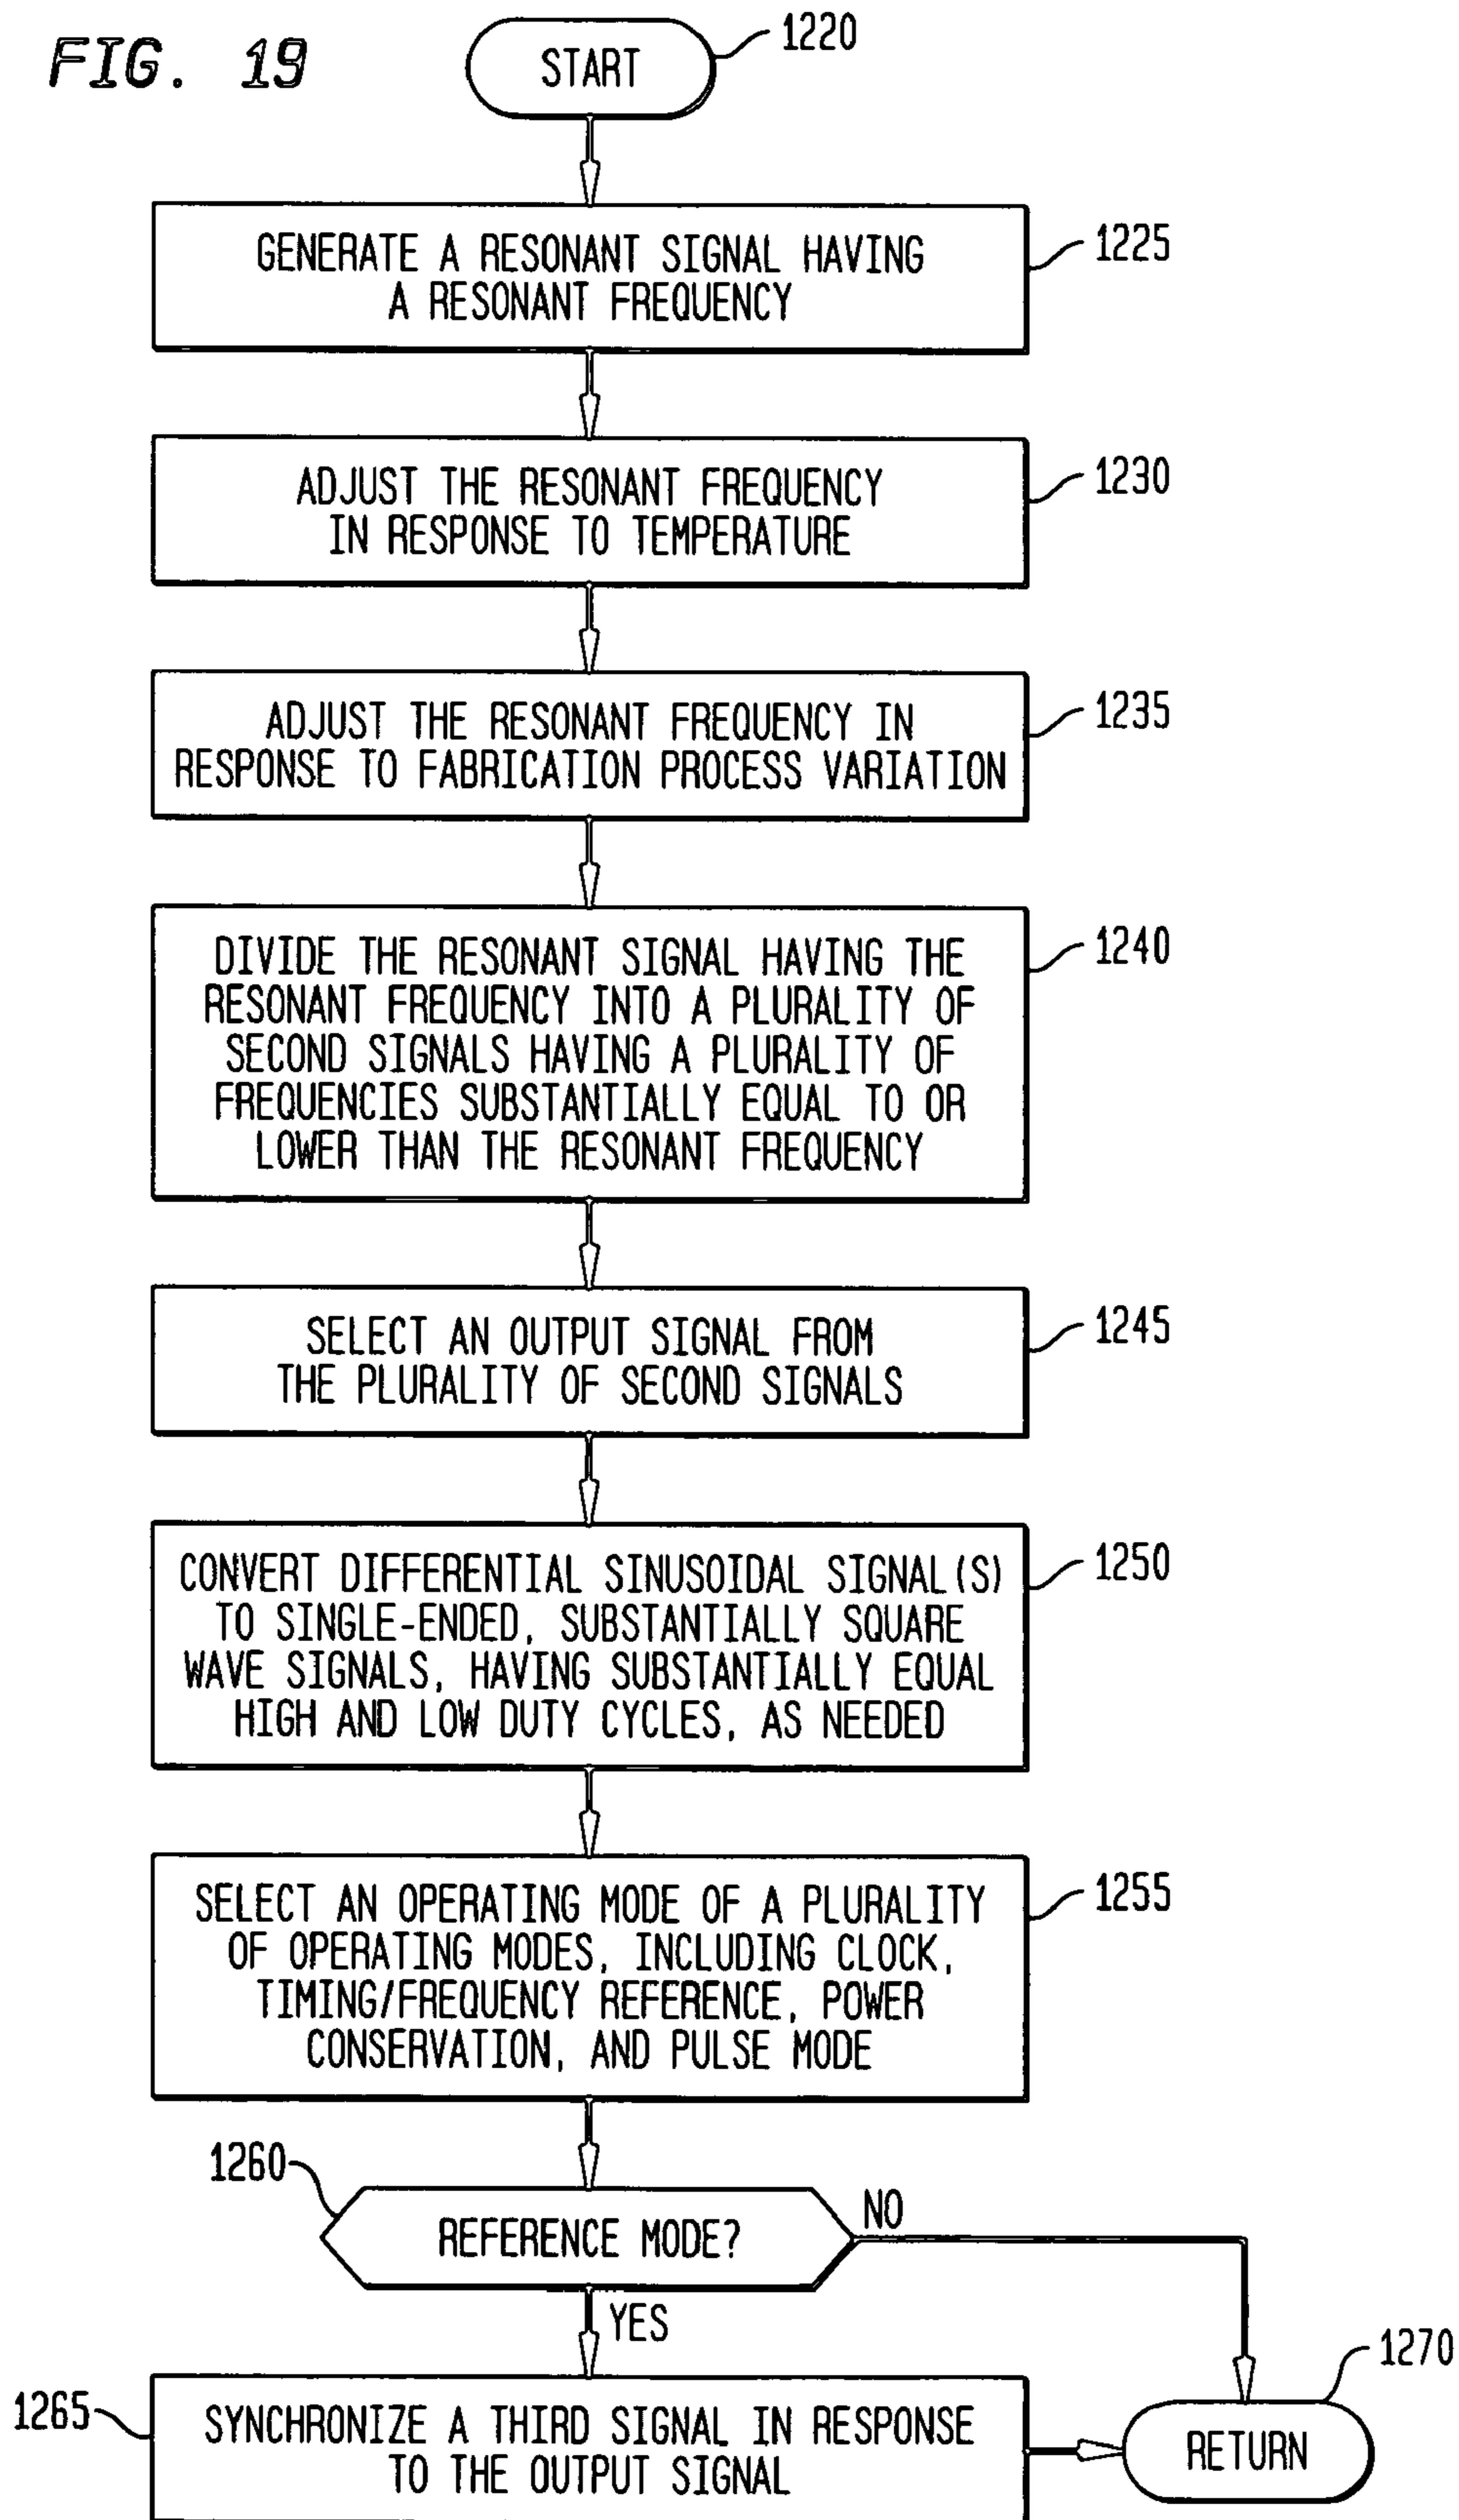 FIG. 19
START
1220
GENERATE A RESONANT SIGNAL HAVING
A RESONANT FREQUENCY
1225
ADJUST THE RESONANT FREQUENCY
IN RESPONSE TO TEMPERATURE
1230
ADJUST THE RESONANT FREQUENCY IN
RESPONSE TO FABRICATION PROCESS VARIATION
1235
DIVIDE THE RESONANT SIGNAL HAVING THE
RESONANT FREQUENCY INTO A PLURALITY OF
SECOND SIGNALS HAVING A PLURALITY OF
FREQUENCIES SUBSTANTIALLY EQUAL TO OR
LOWER THAN THE RESONANT FREQUENCY
1240
SELECT AN OUTPUT SIGNAL FROM
THE PLURALITY OF SECOND SIGNALS
1245
CONVERT DIFFERENTIAL SINUSOIDAL SIGNAL(S)
TO SINGLE-ENDED, SUBSTANTIALLY SQUARE
WAVE SIGNALS, HAVING SUBSTANTIALLY EQUAL
HIGH AND LOW DUTY CYCLES, AS NEEDED
1250
SELECT AN OPERATING MODE OF A PLURALITY
OF OPERATING MODES, INCLUDING CLOCK,
TIMING/FREQUENCY REFERENCE, POWER
CONSERVATION, AND PULSE MODE
1255
1260
REFERENCE MODE?
NO
YES
1265
SYNCHRONIZE A THIRD SIGNAL IN RESPONSE
TO THE OUTPUT SIGNAL
1270
RETURN